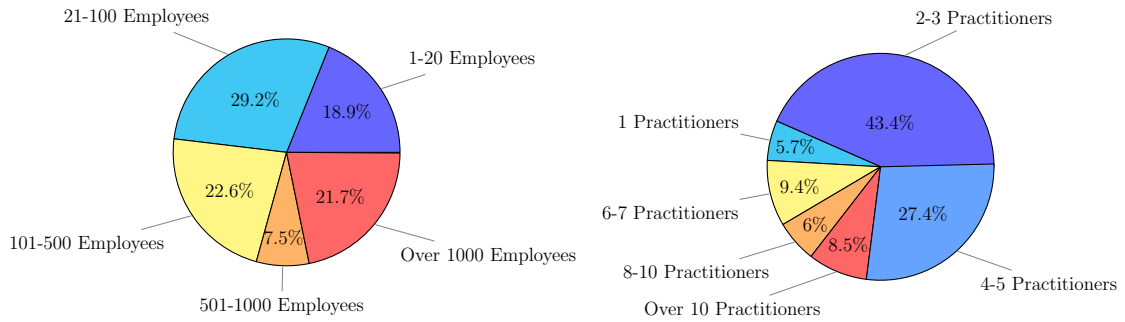 21-100 Employees
1-20 Employees
29.2%
18.9%
22.6%
21.7%
7.5%
101-500 Employees
Over 1000 Employees
501-1000 Employees
2-3 Practitioners
43.4%
1 Practitioners
5.7%
9.4%
27.4%
6-7 Practitioners
6%
8.5%
8-10 Practitioners
4-5 Practitioners
Over 10 Practitioners